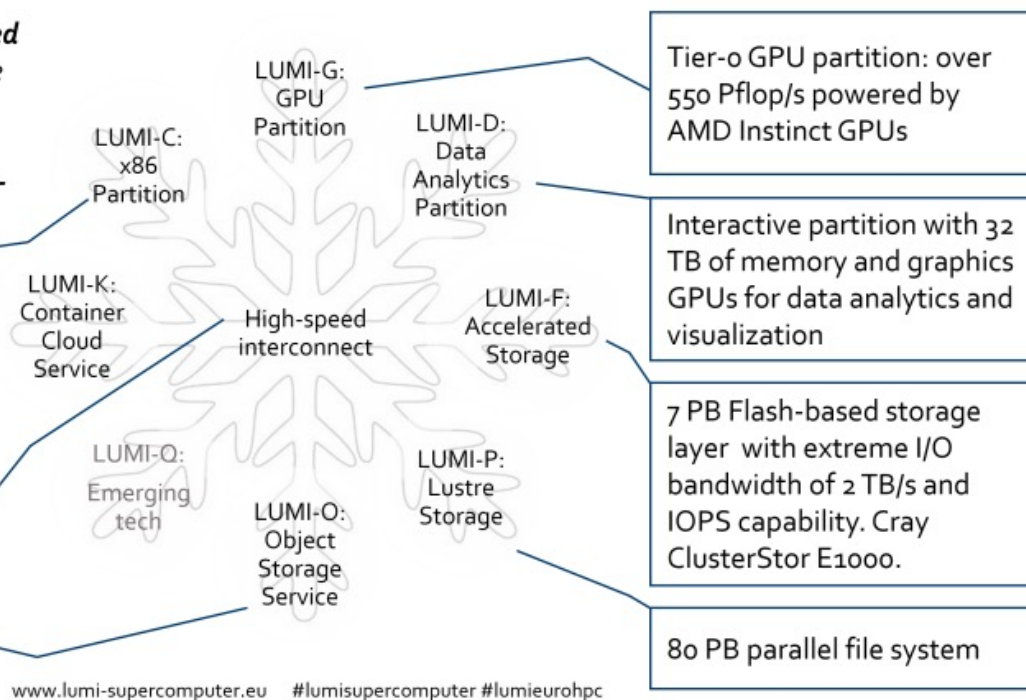 LUMI-G:
GPU
Partition
LUMI-C:
x86
Partition
LUMI-D:
Data
Analytics
Partition
LUMI-K:
Container
Cloud
Service
High-speed
interconnect
LUMI-F:
Accelerated
Storage
LUMI-Q:
Emerging
tech
LUMI-O:
Object
Storage
Service
LUMI-P:
Lustre
Storage
Tier-0 GPU partition: over
550 Pflop/s powered by
AMD Instinct GPUs
Interactive partition with 32
TB of memory and graphics
GPUs for data analytics and
visualization
7 PB Flash-based storage
layer with extreme I/O
bandwidth of 2 TB/s and
IOPS capability. Cray
ClusterStor E1000.
80 PB parallel file system
www.lumi-supercomputer.eu #lumisupercomputer #lumieurohpc